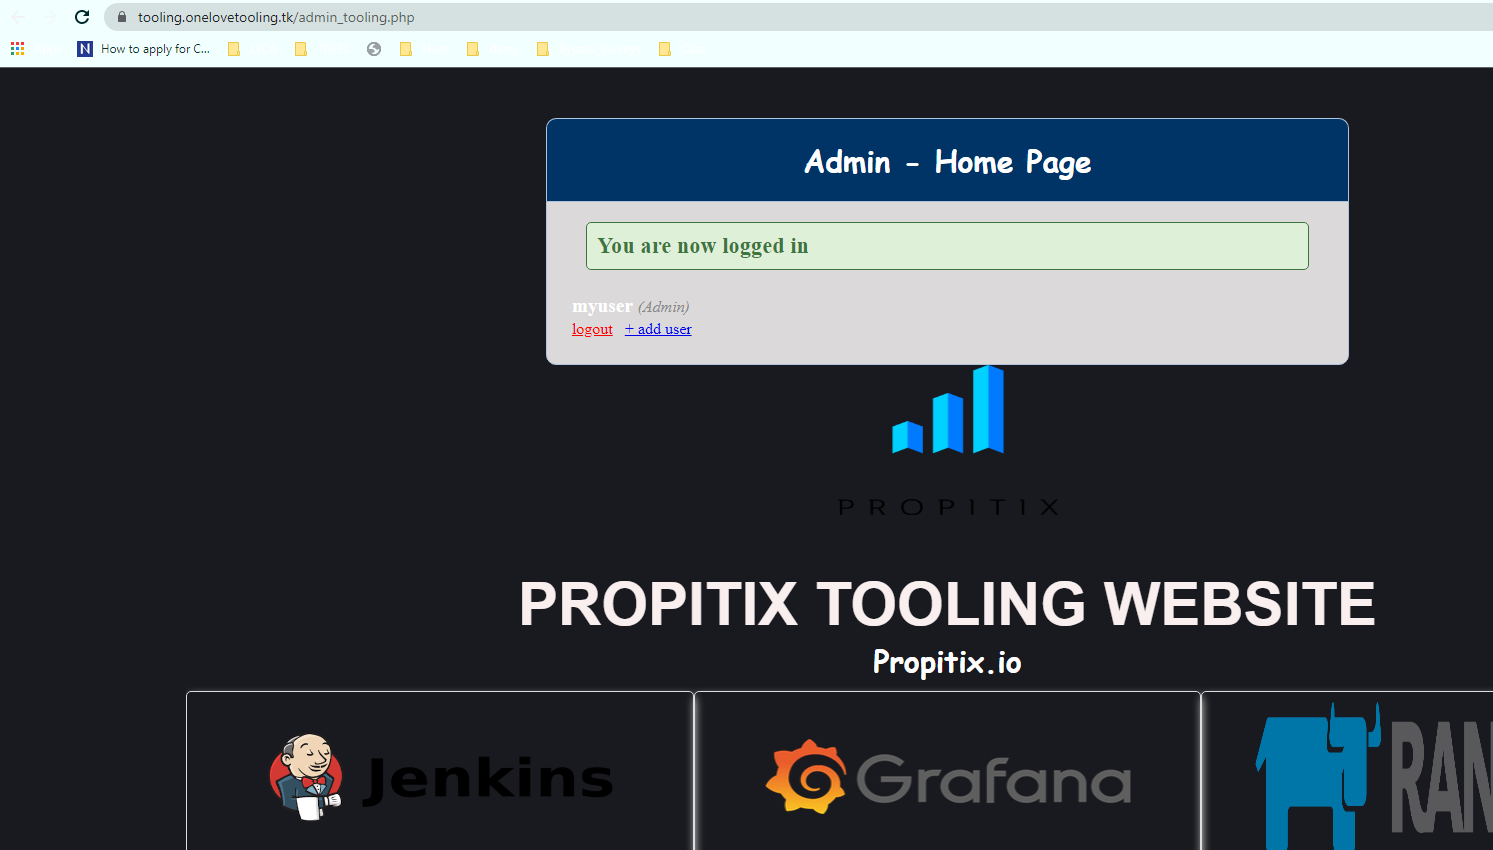 tooling.onelovetooling.tk/admin_tooling.php
N How to apply for C...
Admin - Home Page
You are now logged in
myuser (Admin)
logout + add user
PROPITIX
PROPITIX TOOLING WEBSITE
Propitix.io
Jenkins Grafana RAN